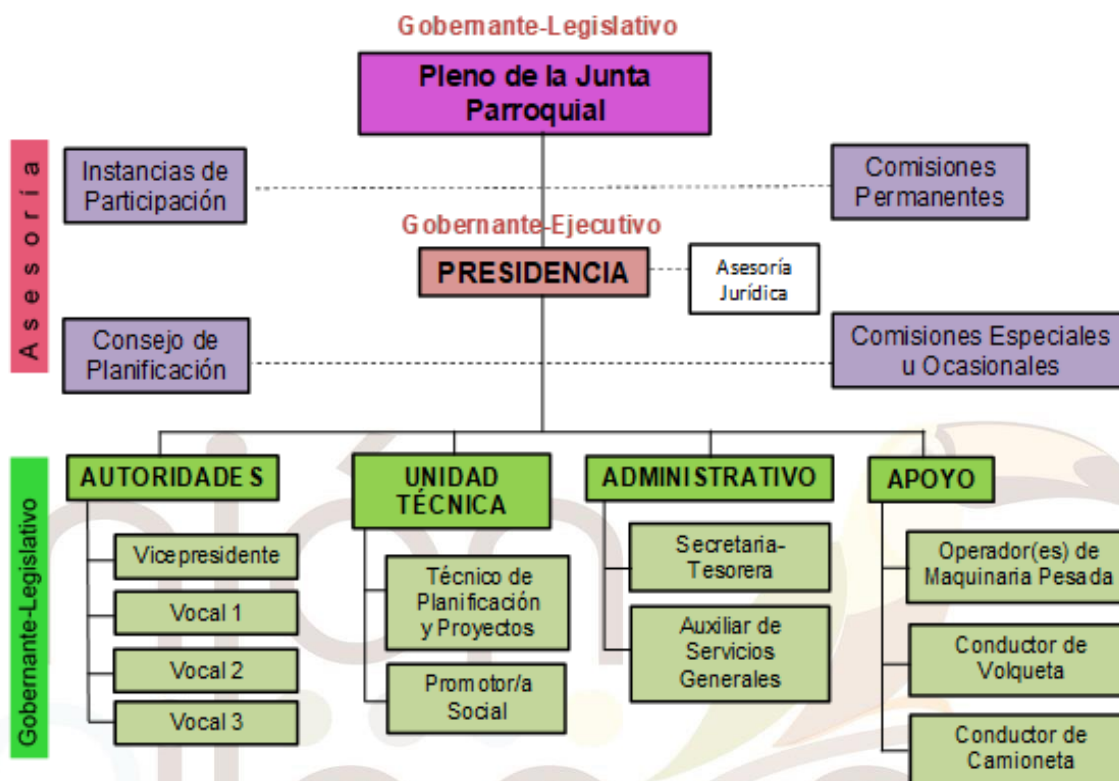 Gobernante-Legislativo
Pleno de la Junta
Parroquial
Asesoría
Instancias de
Participación
Comisiones
Permanentes
Gobernante-Ejecutivo
PRESIDENCIA
Asesoría
Jurídica
Consejo de
Planificación
Comisiones Especiales
u Ocasionales
Gobernante-Legislativo
AUTORIDADES
Vicepresidente
Vocal 1
Vocal 2
Vocal 3
UNIDAD
TÉCNICA
Técnico de
Planificación
y Proyectos
Promotor/a
Social
ADMINISTRATIVO
Secretaria-
Tesorera
Auxiliar de
Servicios
Generales
APOYO
Operador(es) de
Maquinaria Pesada
Conductor de
Volqueta
Conductor de
Camioneta